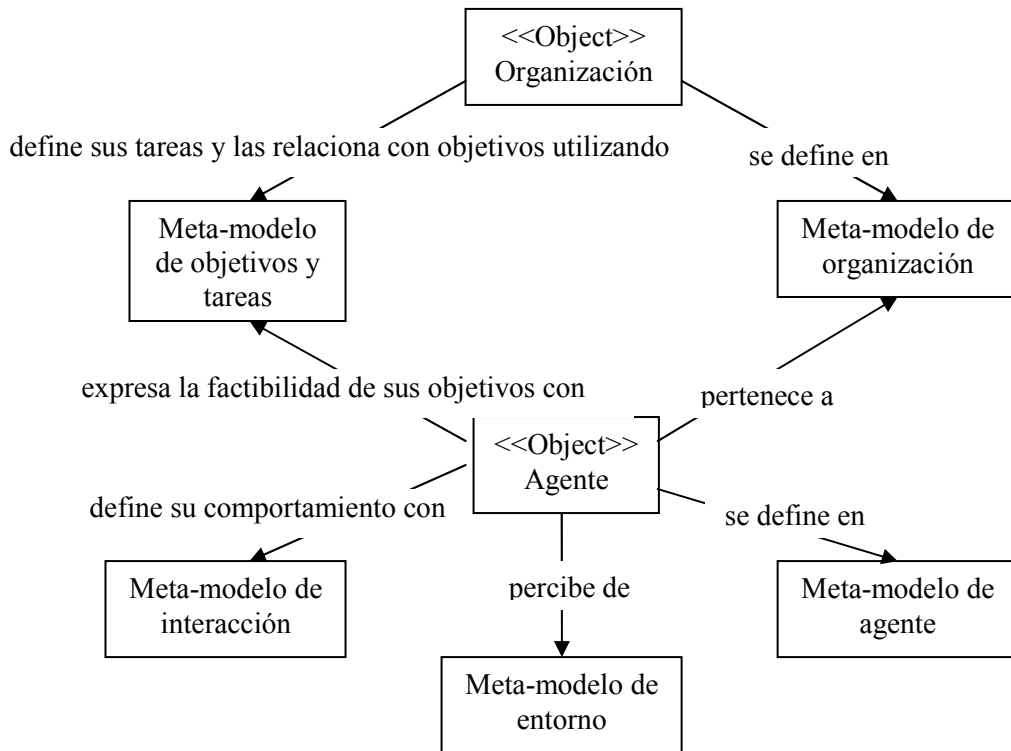 <<Object>>
Organización
define sus tareas y las relaciona con objetivos utilizando
se define en
Meta-modelo
de objetivos y
tareas
Meta-modelo de
organización
expresa la factibilidad de sus objetivos con
pertenece a
<<Object>>
Agente
define su comportamiento con
se define en
Meta-modelo de
interacción
percibe de
Meta-modelo de
agente
Meta-modelo de
entorno